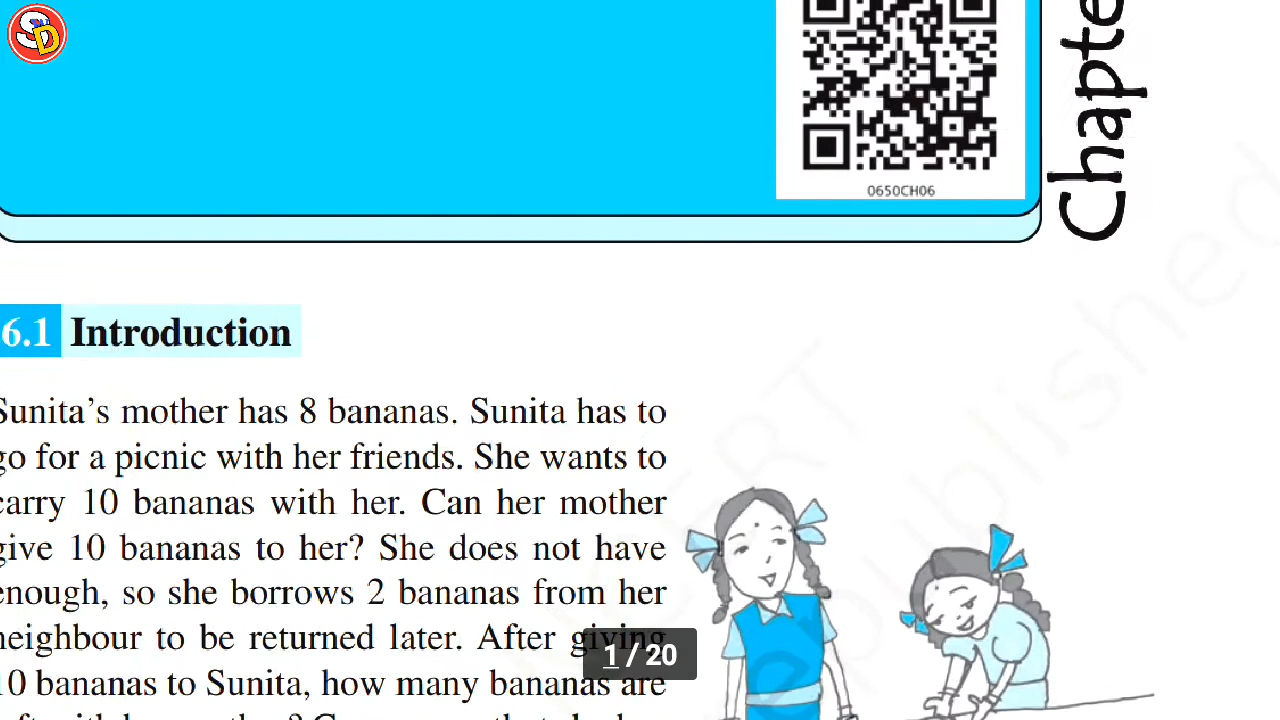 SD
0650CH06
Chapte
6.1 Introduction
Sunita's mother has 8 bananas. Sunita has to
go for a picnic with her friends. She wants to
carry 10 bananas with her. Can her mother
give 10 bananas to her? She does not have
enough, so she borrows 2 bananas from her
neighbour to be returned later. After giving
10 bananas to Sunita, how many bananas are
1 / 20